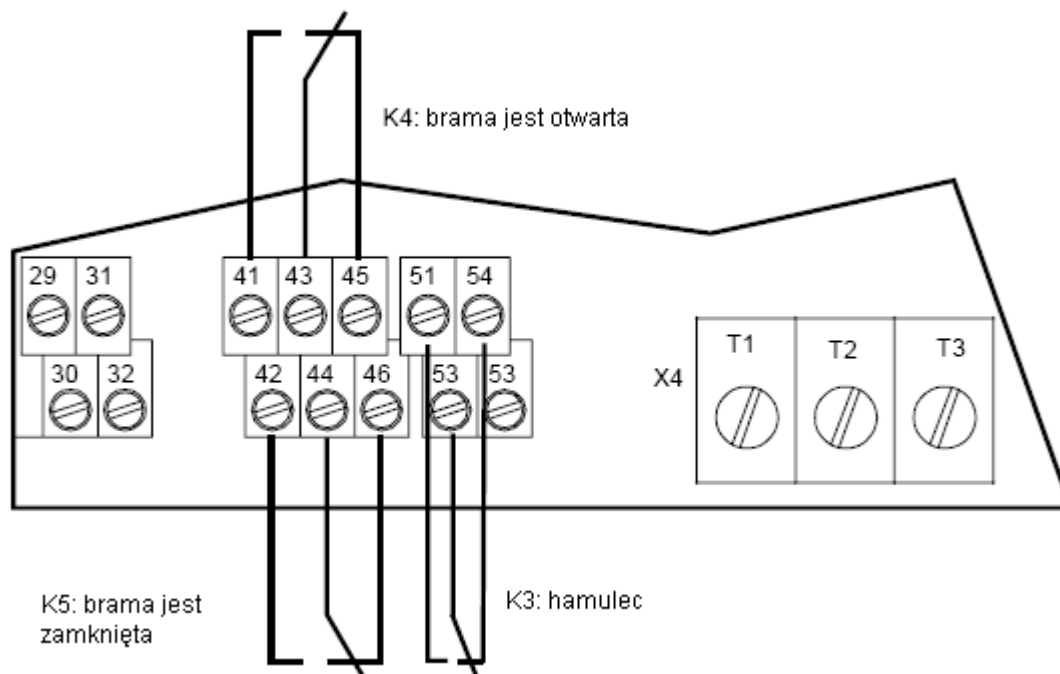 K4: brama jest otwarta
29 31 41 43 45 51 54
T1 T2 T3
X4
30 32 42 44 46 53 53
K5: brama jest
zamknięta
K3: hamulec